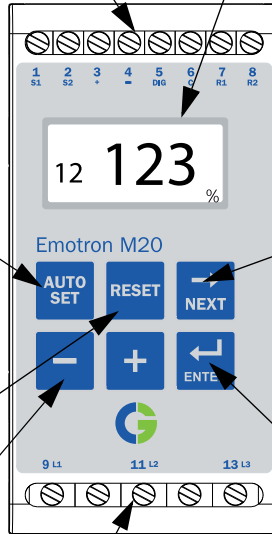 1 2 3 4 5 6 7 8
S1 S2 + - DIG C R1 R2
12 123 %
Emotron M20
AUTO SET RESET NEXT
- + ENTER
9 L1 11 L2 13 L3